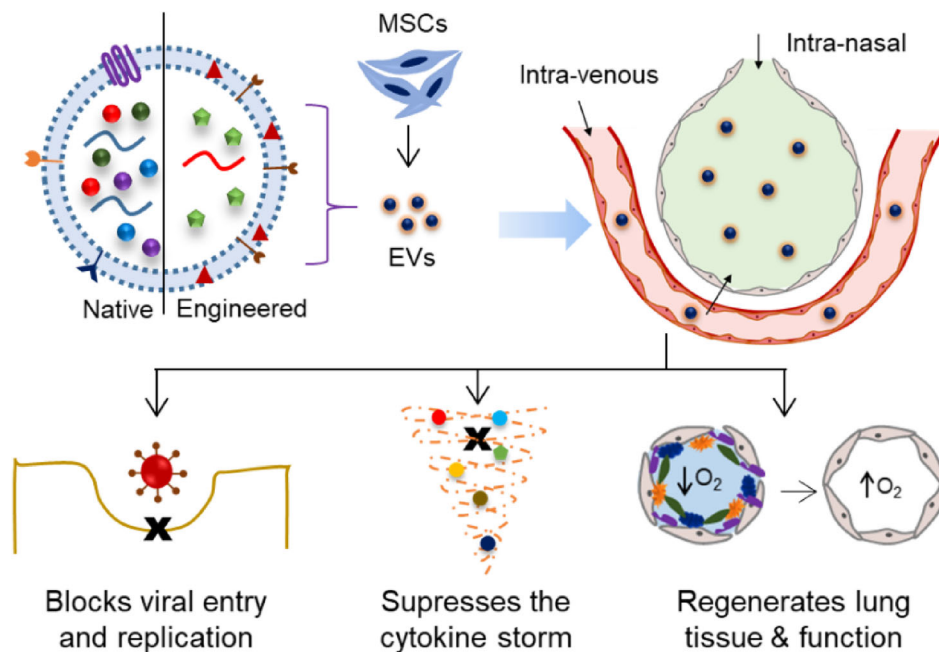 MSCs
Intra-nasal
Intra-venous
EVs
Native
Engineered
↓O₂
↑O₂
Blocks viral entry
and replication
Supresses the
cytokine storm
Regenerates lung
tissue & function